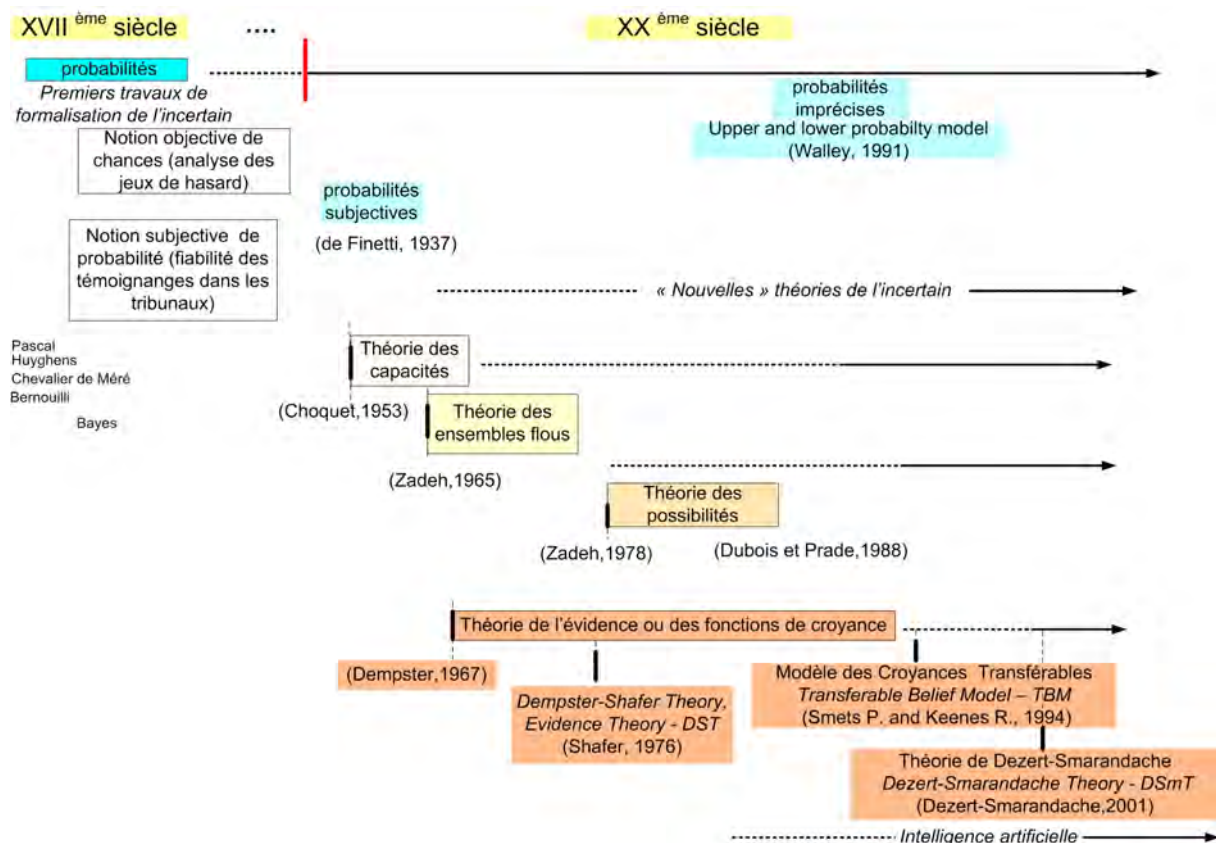 XVII ème siècle
....
XX ème siècle
probabilités
Premiers travaux de
formalisation de l'incertain
Notion objective de
chances (analyse des
jeux de hasard)
Notion subjective de
probabilité (fiabilité des
témoignanges dans les
tribunaux)
Pascal
Huyghens
Chevalier de Méré
Bernouilli
Bayes
probabilités
imprécises
Upper and lower probabilty model
(Walley, 1991)
probabilités
subjectives
(de Finetti, 1937)
« Nouvelles » théories de l'incertain
Théorie des
capacités
(Choquet,1953)
Théorie des
ensembles flous
(Zadeh,1965)
Théorie des
possibilités
(Zadeh,1978)
(Dubois et Prade,1988)
Théorie de l'évidence ou des fonctions de croyance
(Dempster,1967)
Dempster-Shafer Theory,
Evidence Theory - DST
(Shafer, 1976)
Modèle des Croyances Transférables
Transferable Belief Model – TBM
(Smets P. and Keenes R., 1994)
Théorie de Dezert-Smarandache
Dezert-Smarandache Theory - DSmT
(Dezert-Smarandache,2001)
Intelligence artificielle